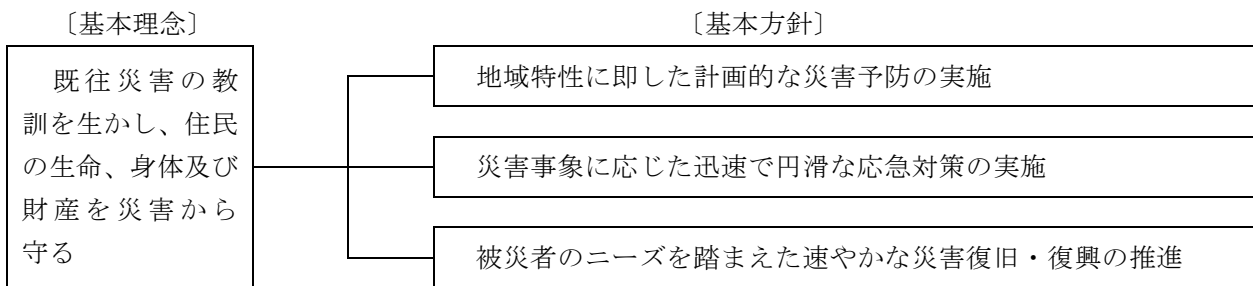 〔基本理念〕
〔基本方針〕
既往災害の教
訓を生かし、住民
の生命、身体及び
財産を災害から
守る
地域特性に即した計画的な災害予防の実施
災害事象に応じた迅速で円滑な応急対策の実施
被災者のニーズを踏まえた速やかな災害復旧・復興の推進